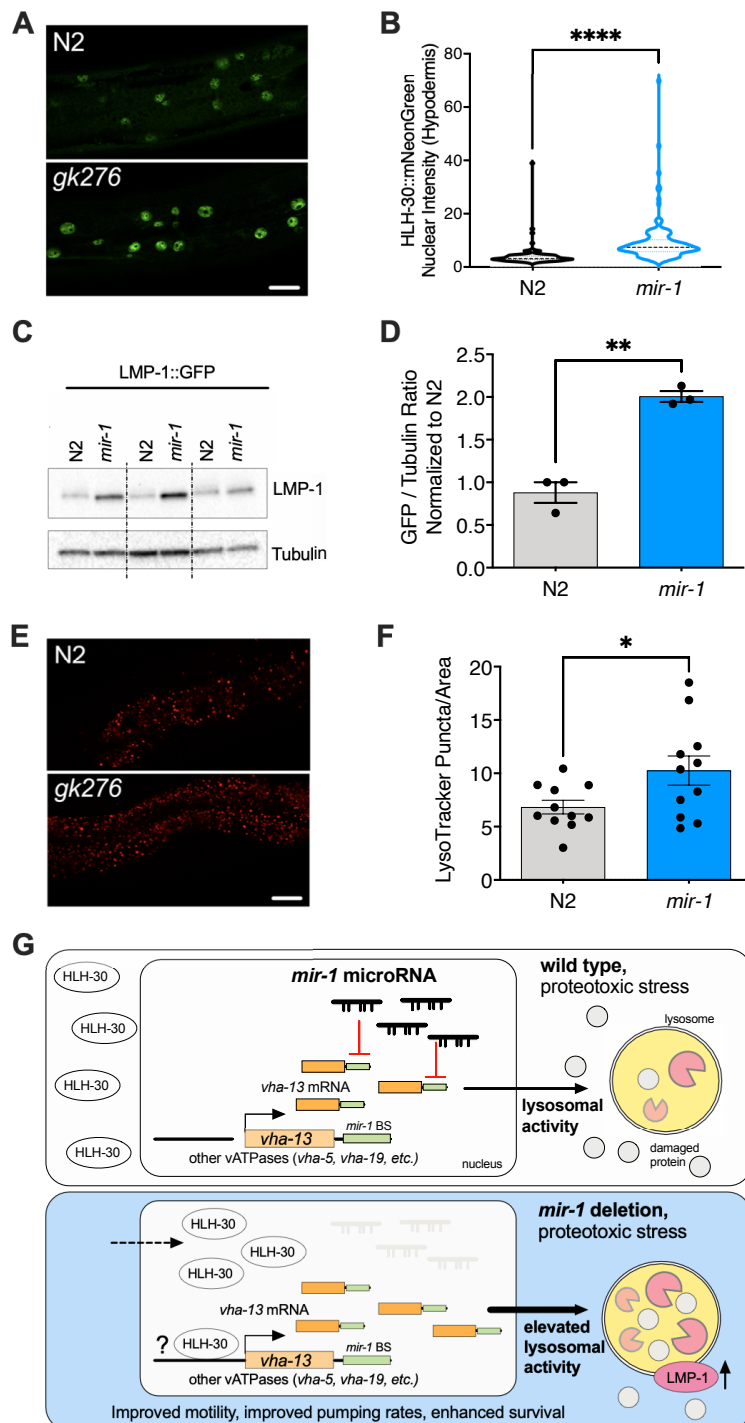 A
N2
gk276
B
****
HLH-30::mNeonGreen
Nuclear Intensity (Hypodermis)
80
60
40
20
0
N2
mir-1
C
LMP-1::GFP
N2
mir-1
N2
mir-1
N2
mir-1
LMP-1
Tubulin
D
**
GFP / Tubulin Ratio
Normalized to N2
2.5
2.0
1.5
1.0
0.5
0.0
N2
mir-1
E
N2
gk276
F
*
LysoTracker Puncta/Area
20
15
10
5
0
N2
mir-1
G
HLH-30
HLH-30
HLH-30
HLH-30
mir-1 microRNA
vha-13 mRNA
vha-13
mir-1 BS
other vATPases (vha-5, vha-19, etc.)
nucleus
wild type,
proteotoxic stress
lysosome
lysosomal
activity
damaged
protein
HLH-30
HLH-30
HLH-30
vha-13 mRNA
?
HLH-30
vha-13
mir-1 BS
other vATPases (vha-5, vha-19, etc.)
mir-1 deletion,
proteotoxic stress
elevated
lysosomal
activity
LMP-1
Improved motility, improved pumping rates, enhanced survival